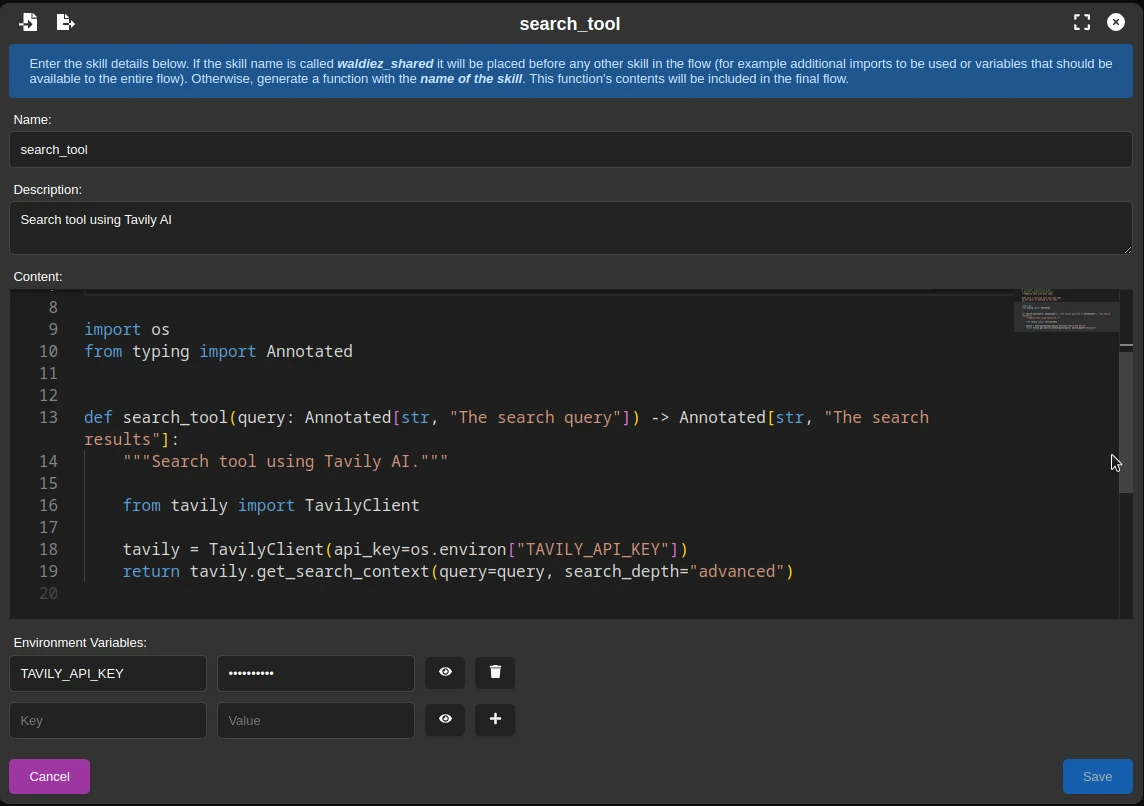 search_tool
Enter the skill details below. If the skill name is called waldiez_shared it will be placed before any other skill in the flow (for example additional imports to be used or variables that should be
available to the entire flow). Otherwise, generate a function with the name of the skill. This function's contents will be included in the final flow.
Name:
search_tool
Description:
Search tool using Tavily AI
Content:
8
9 import os
10 from typing import Annotated
11
12
13 def search_tool(query: Annotated[str, "The search query"]) -> Annotated[str, "The search
results"]:
14 """Search tool using Tavily AI."""
15
16 from tavily import TavilyClient
17
18 tavily = TavilyClient(api_key=os.environ["TAVILY_API_KEY"])
19 return tavily.get_search_context(query=query, search_depth="advanced")
20
Environment Variables:
TAVILY_API_KEY ••••••••••
Key Value
Cancel Save